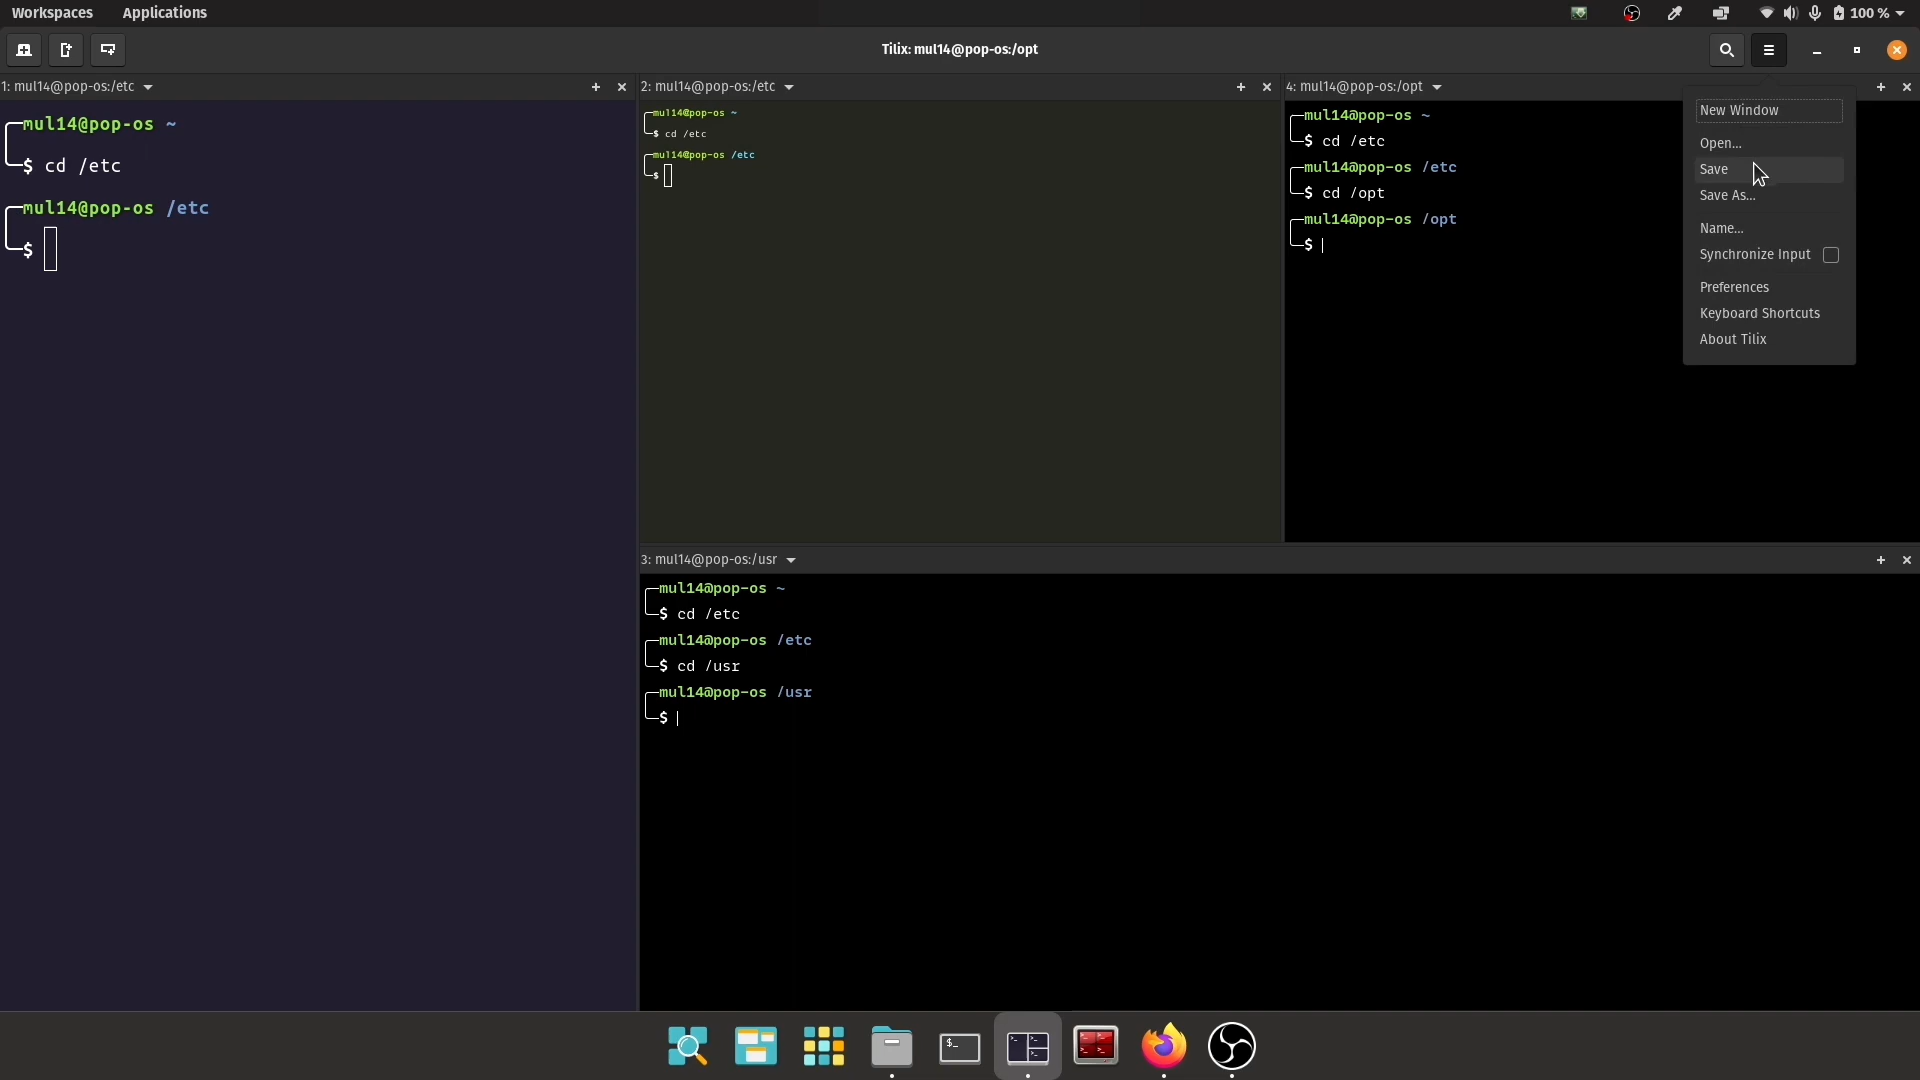 Workspaces Applications 100 %
Tilix: mul14@pop-os:/opt
1: mul14@pop-os:/etc
mul14@pop-os ~
$ cd /etc
mul14@pop-os /etc
$
2: mul14@pop-os:/etc
mul14@pop-os ~
$ cd /etc
mul14@pop-os /etc
$
4: mul14@pop-os:/opt
mul14@pop-os ~
$ cd /etc
mul14@pop-os /etc
$ cd /opt
mul14@pop-os /opt
$
New Window
Open...
Save
Save As...
Name...
Synchronize Input
Preferences
Keyboard Shortcuts
About Tilix
3: mul14@pop-os:/usr
mul14@pop-os ~
$ cd /etc
mul14@pop-os /etc
$ cd /usr
mul14@pop-os /usr
$
$_